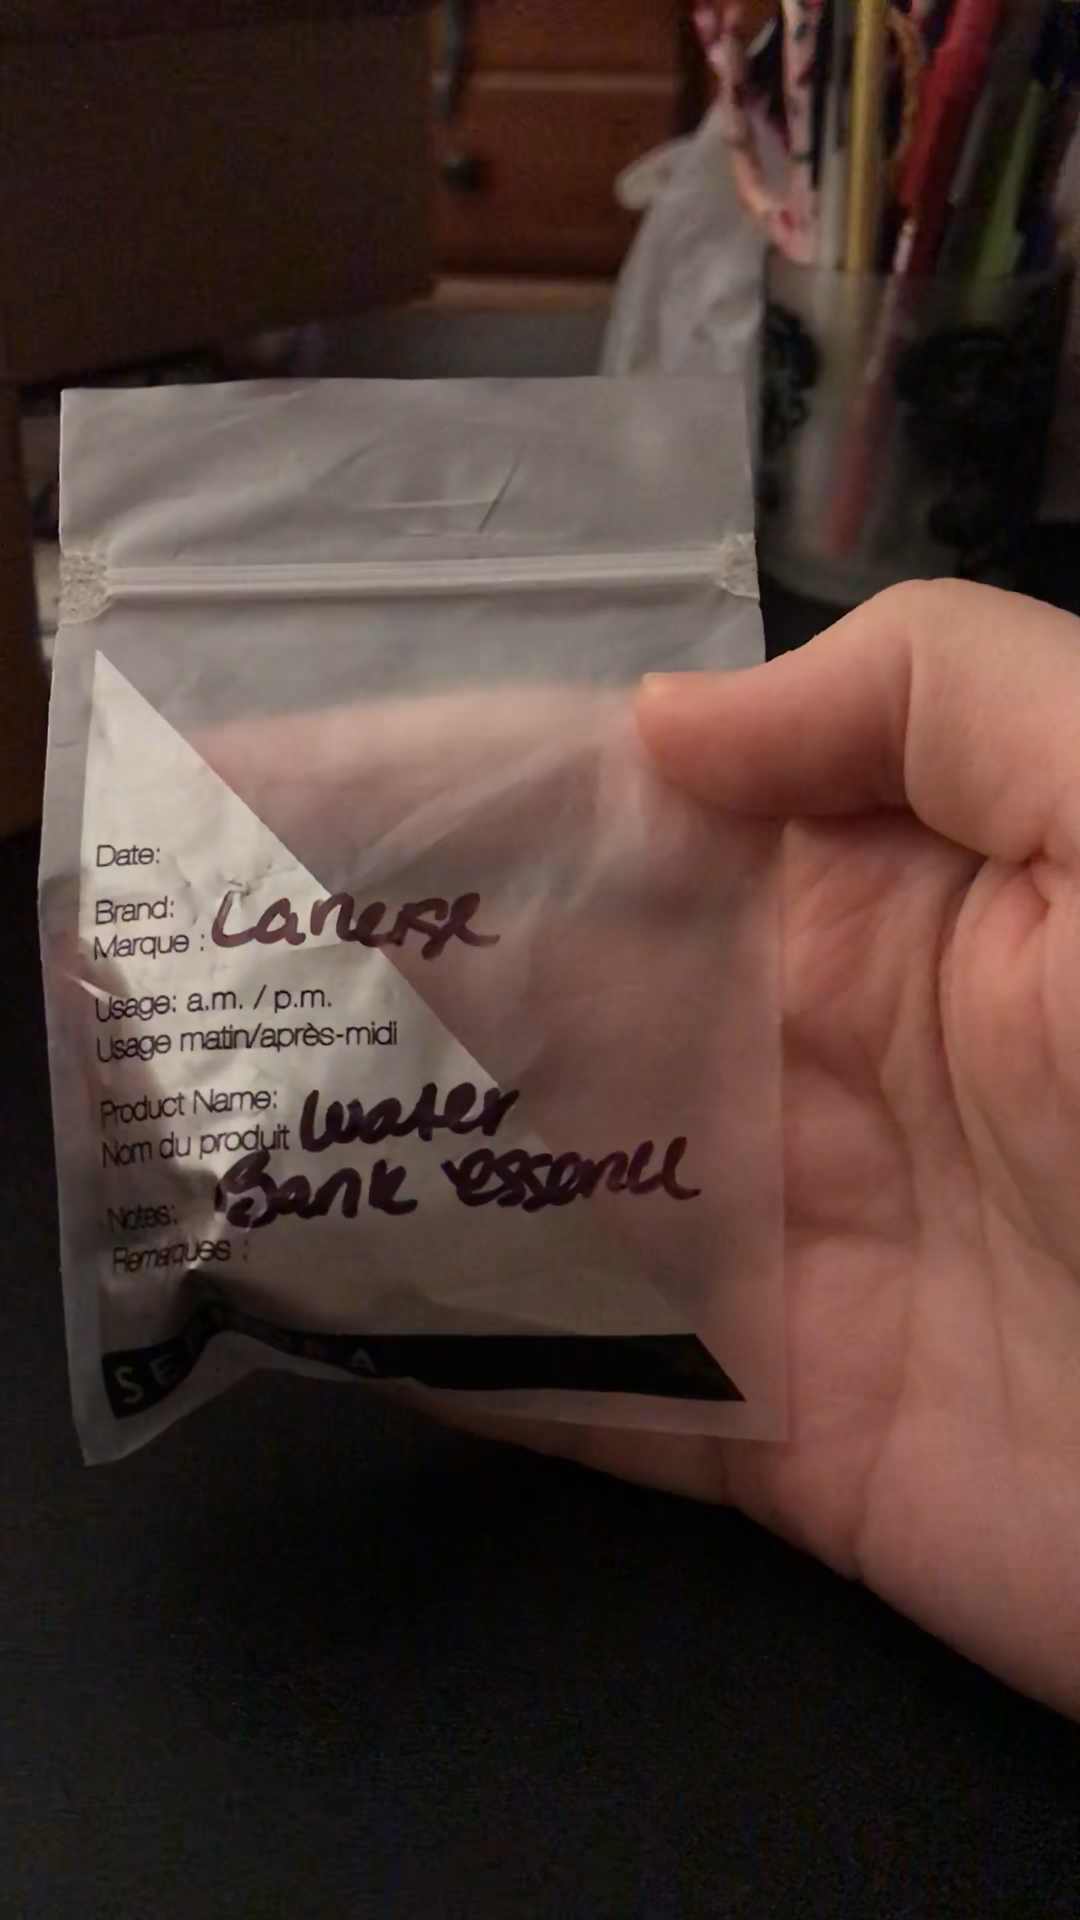 Date:
Brand: Laneige
Marque :
Usage: a.m. / p.m.
Usage matin/après-midi
Product Name: Water
Nom du produit
Bank essence
Notes:
Remarques :
SEPHORA